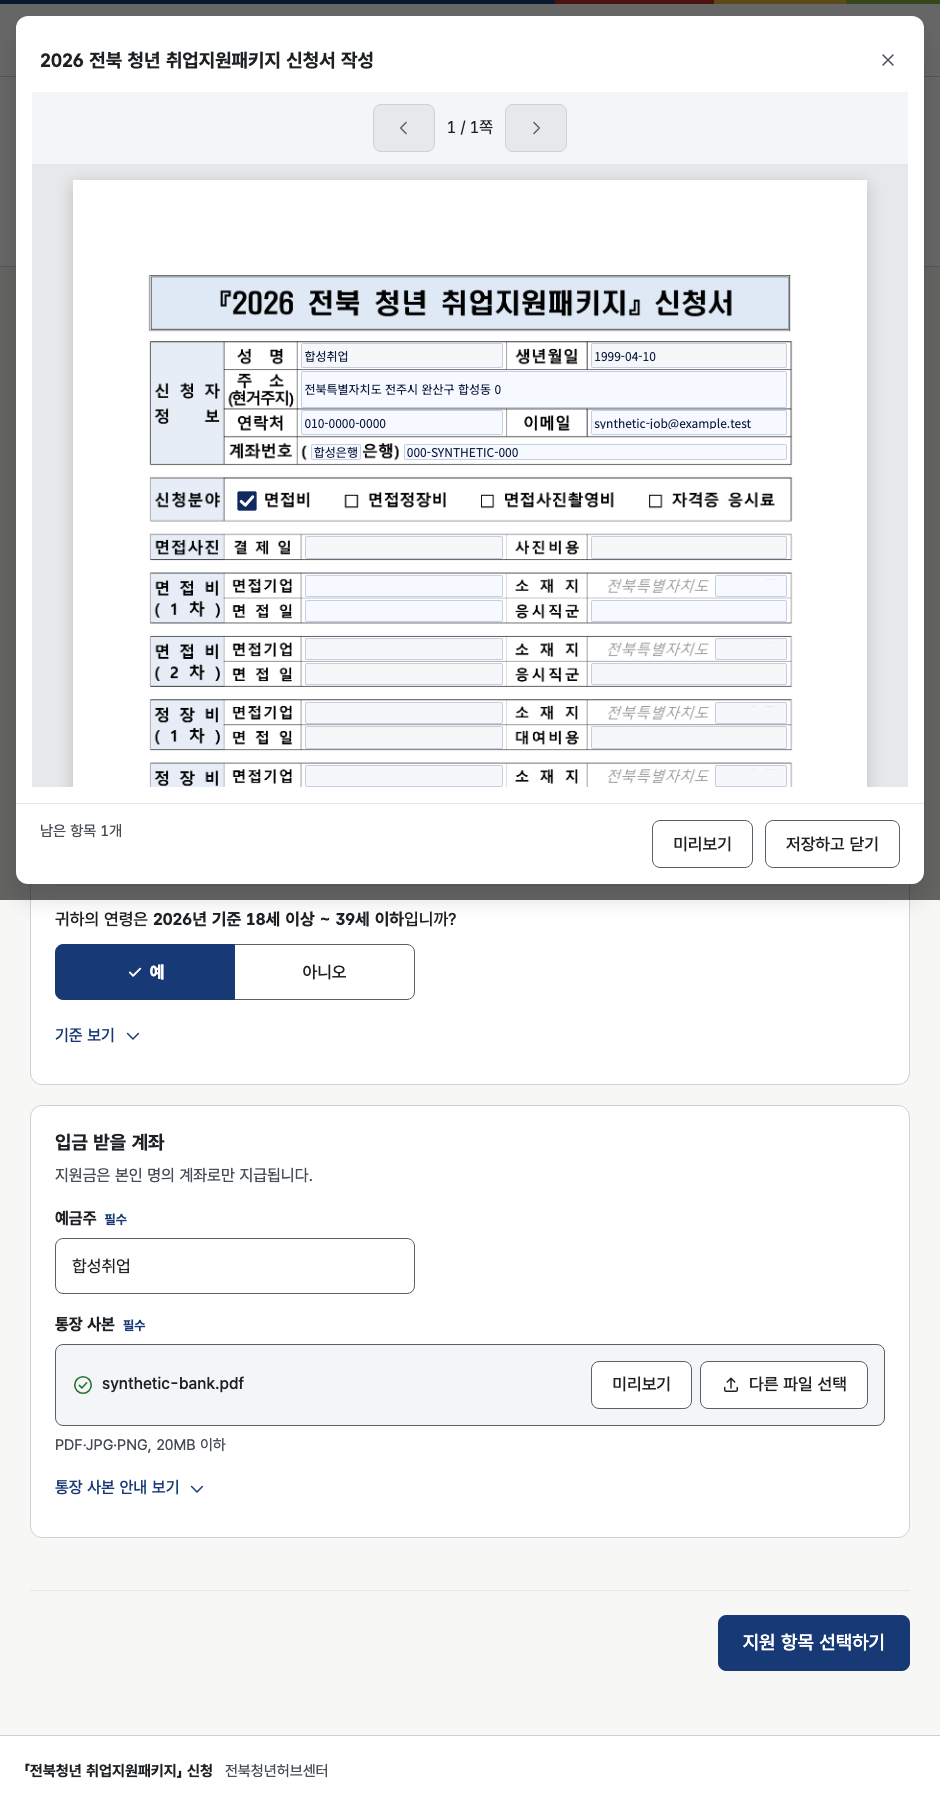 2026 전북 청년 취업지원패키지 신청서 작성
1 / 1쪽
『2026 전북 청년 취업지원패키지』 신청서
신 청 자 정 보
성 명 합성취업 생년월일 1999-04-10
주 소 (현거주지) 전북특별자치도 전주시 완산구 합성동 0
연락처 010-0000-0000 이메일 synthetic-job@example.test
계좌번호 ( 합성은행 은행) 000-SYNTHETIC-000
신청분야 면접비 면접정장비 면접사진촬영비 자격증 응시료
면접사진 결 제 일 사진비용
면 접 비 ( 1 차 ) 면접기업 소 재 지 전북특별자치도
면 접 일 응시직군
면 접 비 ( 2 차 ) 면접기업 소 재 지 전북특별자치도
면 접 일 응시직군
정 장 비 ( 1 차 ) 면접기업 소 재 지 전북특별자치도
면 접 일 대여비용
정 장 비 면접기업 소 재 지 전북특별자치도
남은 항목 1개
미리보기
저장하고 닫기
귀하의 연령은 2026년 기준 18세 이상 ~ 39세 이하입니까?
예
아니오
기준 보기
입금 받을 계좌
지원금은 본인 명의 계좌로만 지급됩니다.
예금주 필수
합성취업
통장 사본 필수
synthetic-bank.pdf
미리보기
다른 파일 선택
PDF·JPG·PNG, 20MB 이하
통장 사본 안내 보기
지원 항목 선택하기
『전북청년 취업지원패키지』 신청 전북청년허브센터